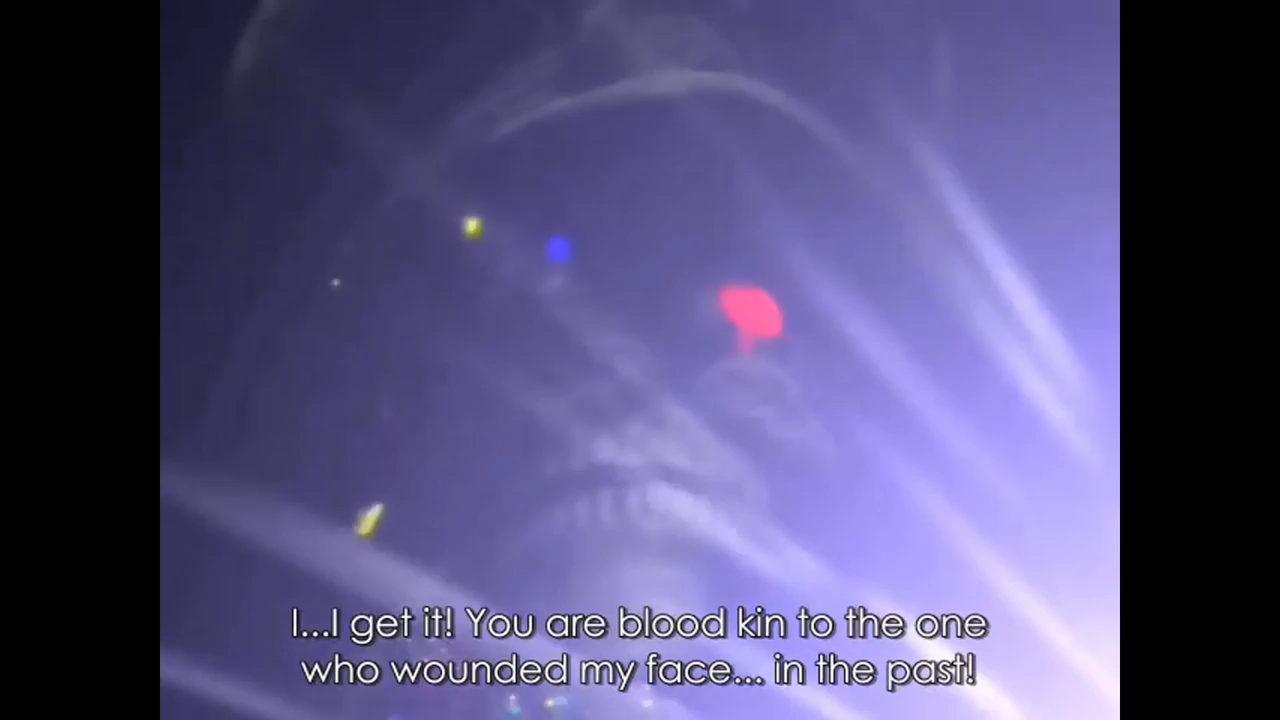 I...I get it! You are blood kin to the one
who wounded my face... in the past!